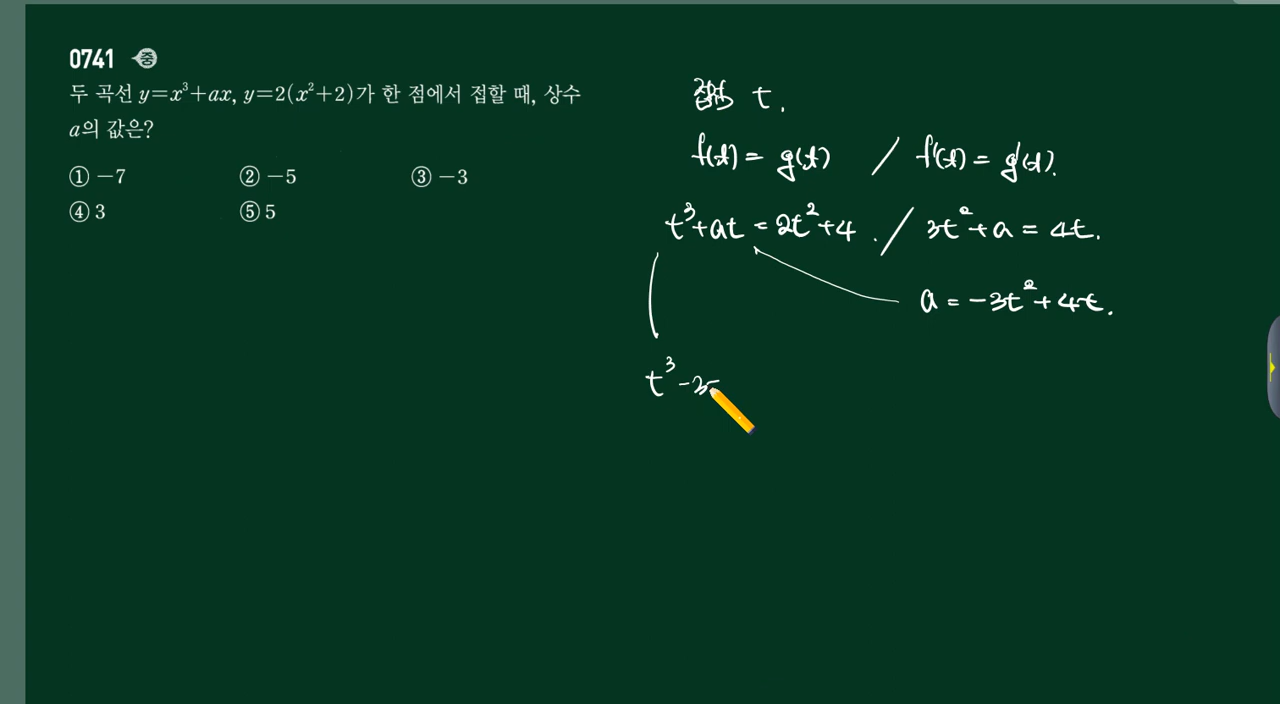 0741 중
두 곡선 y=x³+ax, y=2(x²+2)가 한 점에서 접할 때, 상수
a의 값은?
① −7 ② −5 ③ −3
④ 3 ⑤ 5
t.
f(t) = g(t) / f'(t) = g'(t).
t³+at = 2t²+4. / 3t²+a = 4t.
a = −3t²+4t.
t³−3